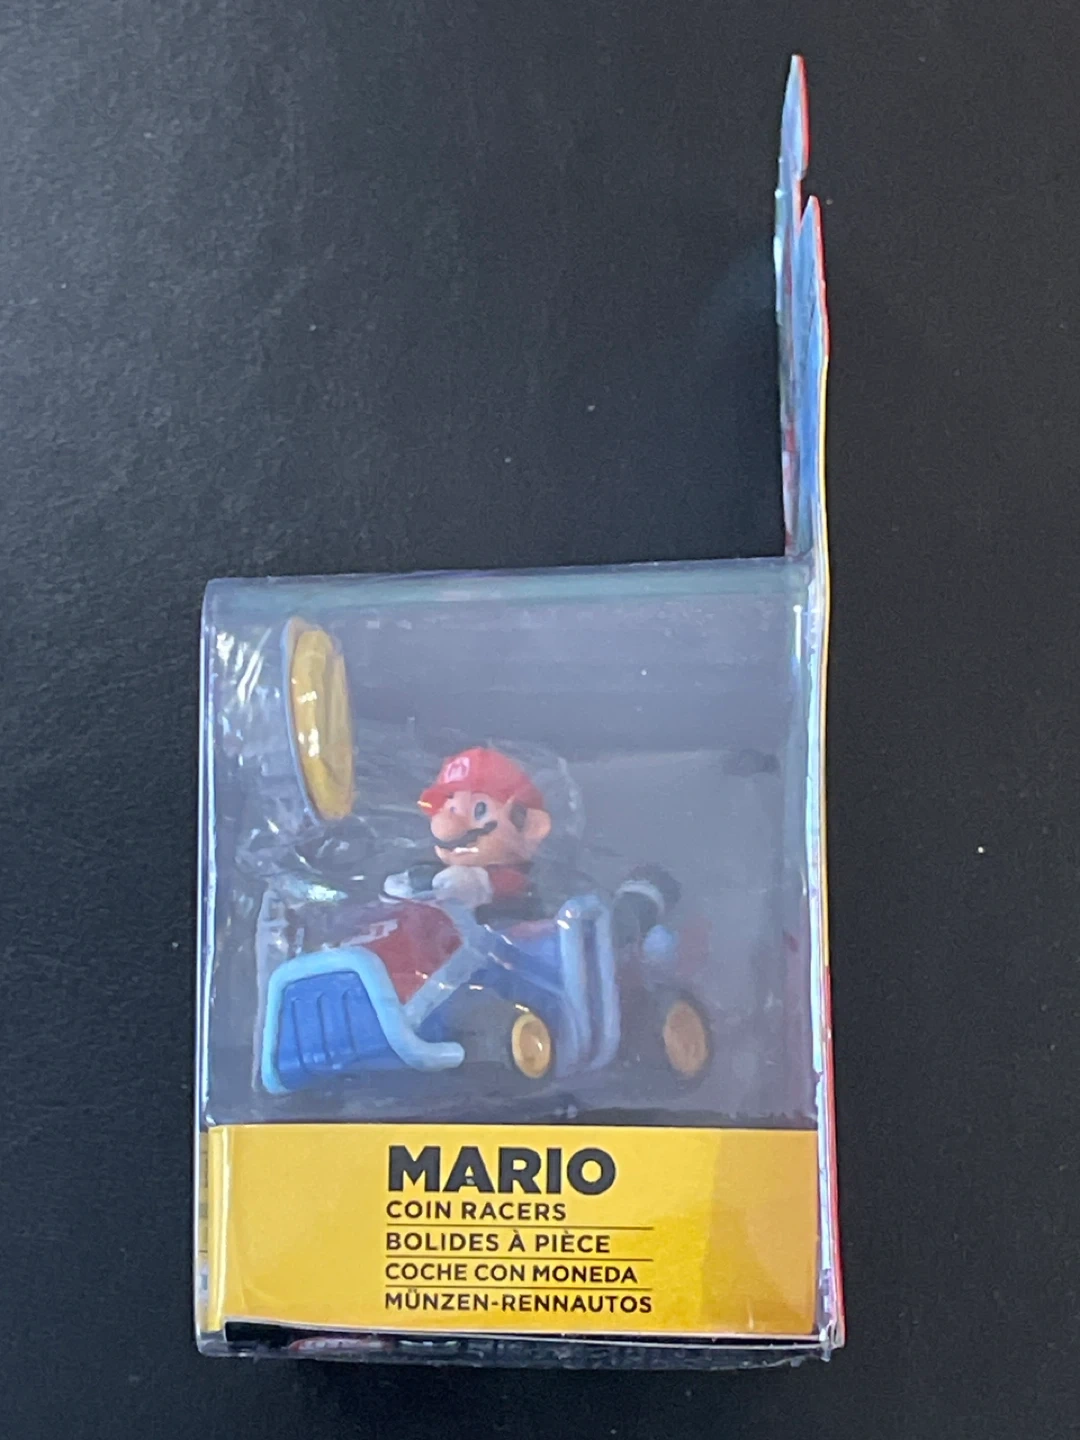 MARIO
COIN RACERS
BOLIDES À PIÈCE
COCHE CON MONEDA
MÜNZEN-RENNAUTOS